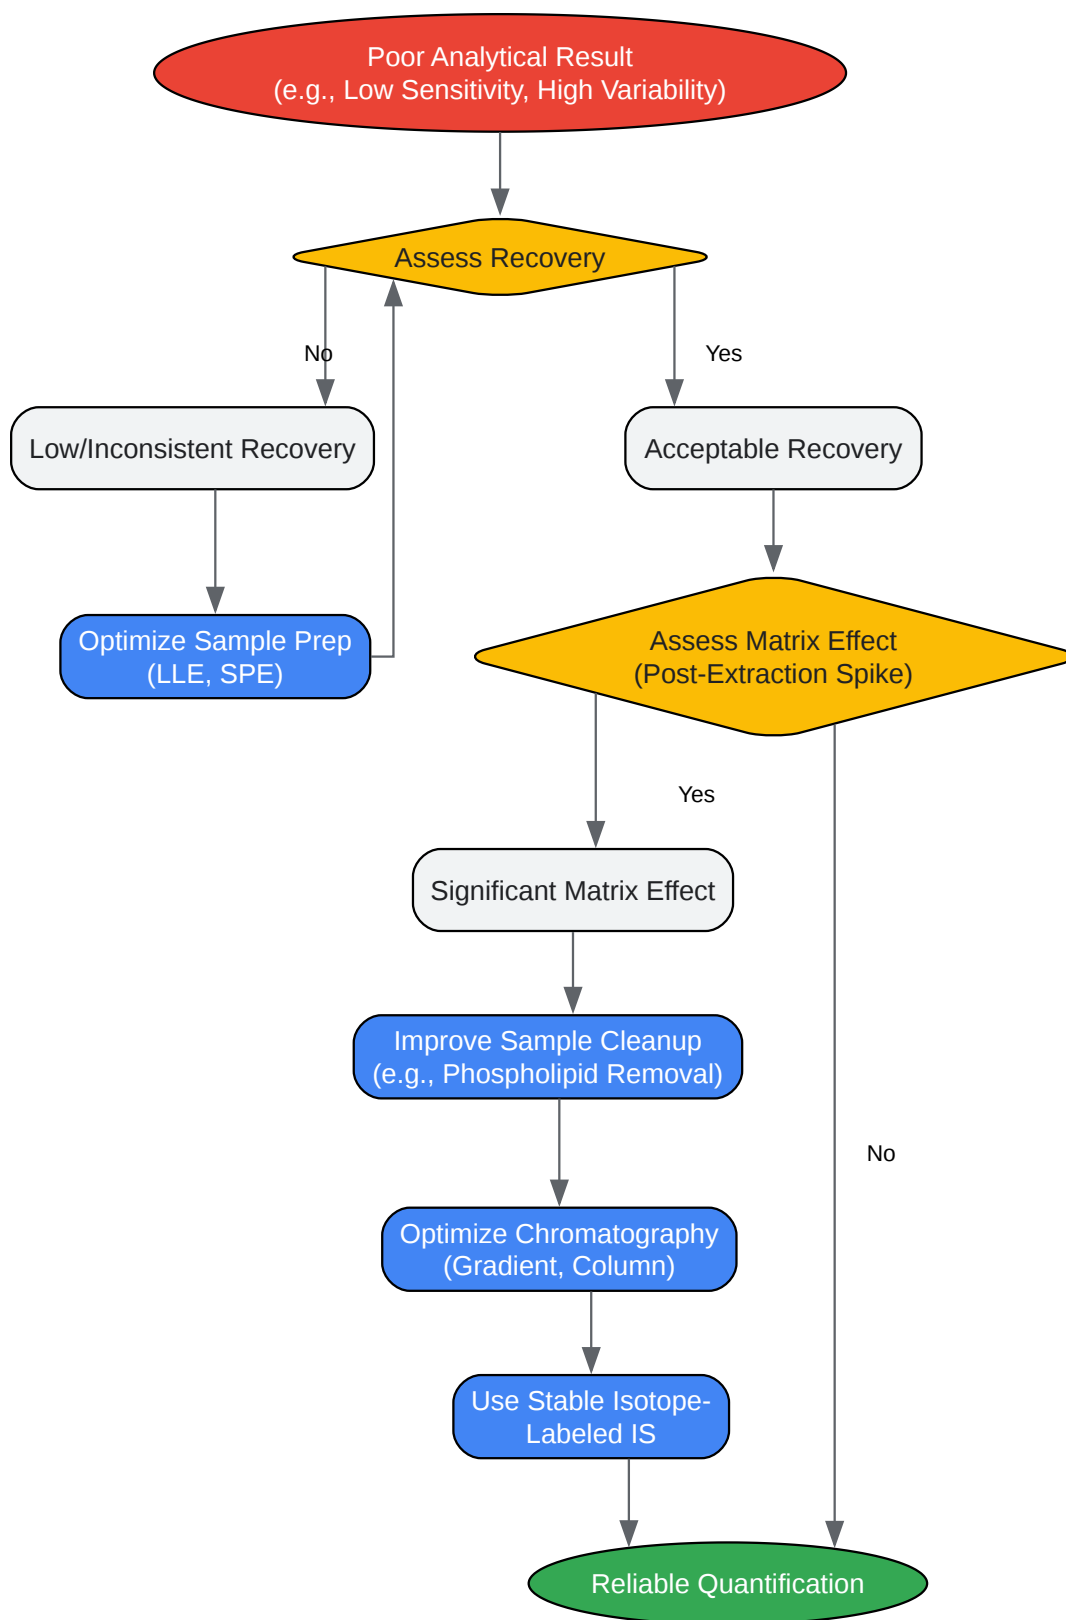 Poor Analytical Result
(e.g., Low Sensitivity, High Variability)
Assess Recovery
No
Yes
Low/Inconsistent Recovery
Acceptable Recovery
Optimize Sample Prep
(LLE, SPE)
Assess Matrix Effect
(Post-Extraction Spike)
Yes
Significant Matrix Effect
Improve Sample Cleanup
(e.g., Phospholipid Removal)
No
Optimize Chromatography
(Gradient, Column)
Use Stable Isotope-
Labeled IS
Reliable Quantification